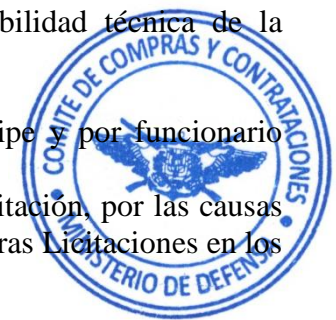 bilidad técnica de la
ipe y por funcionario
itación, por las causas
ras Licitaciones en los
COMITE DE COMPRAS Y CONTRATACIONES
MINISTERIO DE DEFENSA